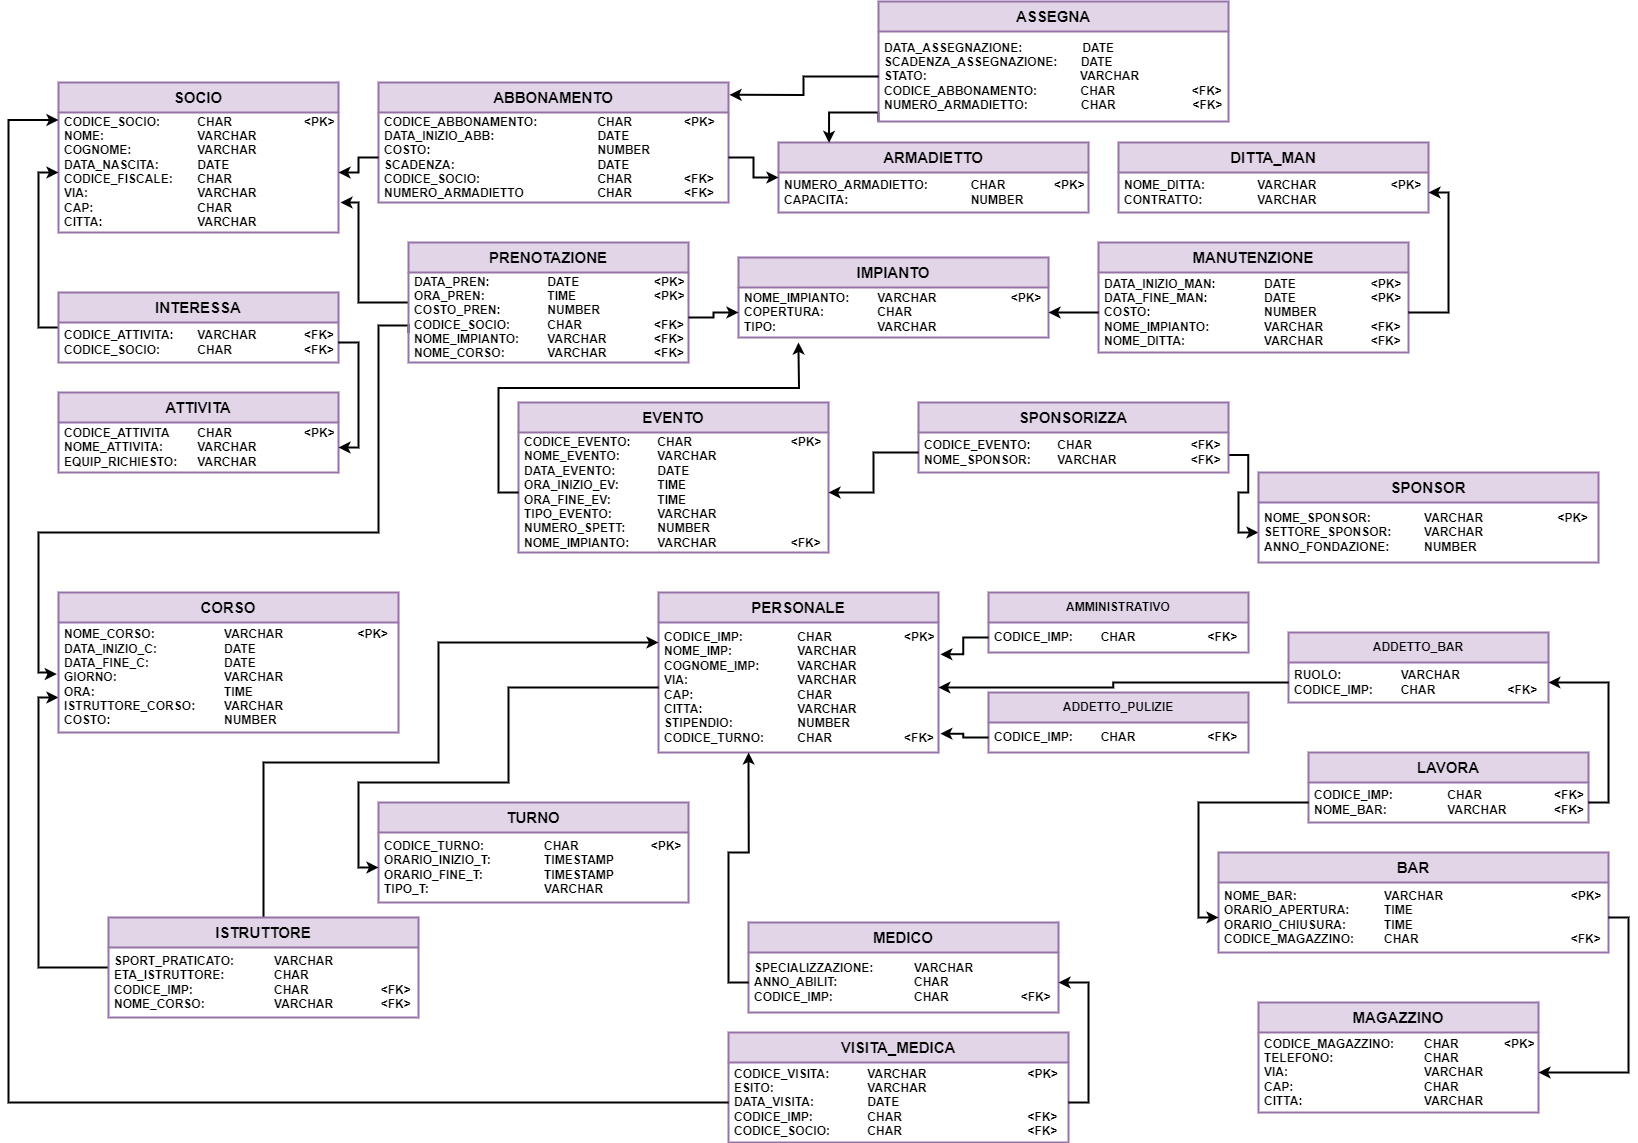 ASSEGNA
DATA_ASSEGNAZIONE: DATE
SCADENZA_ASSEGNAZIONE: DATE
STATO: VARCHAR
CODICE_ABBONAMENTO: CHAR <FK>
NUMERO_ARMADIETTO: CHAR <FK>
SOCIO
CODICE_SOCIO: CHAR <PK>
NOME: VARCHAR
COGNOME: VARCHAR
DATA_NASCITA: DATE
CODICE_FISCALE: CHAR
VIA: VARCHAR
CAP: CHAR
CITTA: VARCHAR
ABBONAMENTO
CODICE_ABBONAMENTO: CHAR <PK>
DATA_INIZIO_ABB: DATE
COSTO: NUMBER
SCADENZA: DATE
CODICE_SOCIO: CHAR <FK>
NUMERO_ARMADIETTO CHAR <FK>
ARMADIETTO
NUMERO_ARMADIETTO: CHAR <PK>
CAPACITA: NUMBER
DITTA_MAN
NOME_DITTA: VARCHAR <PK>
CONTRATTO: VARCHAR
INTERESSA
CODICE_ATTIVITA: VARCHAR <FK>
CODICE_SOCIO: CHAR <FK>
PRENOTAZIONE
DATA_PREN: DATE <PK>
ORA_PREN: TIME <PK>
COSTO_PREN: NUMBER
CODICE_SOCIO: CHAR <FK>
NOME_IMPIANTO: VARCHAR <FK>
NOME_CORSO: VARCHAR <FK>
IMPIANTO
NOME_IMPIANTO: VARCHAR <PK>
COPERTURA: CHAR
TIPO: VARCHAR
MANUTENZIONE
DATA_INIZIO_MAN: DATE <PK>
DATA_FINE_MAN: DATE <PK>
COSTO: NUMBER
NOME_IMPIANTO: VARCHAR <FK>
NOME_DITTA: VARCHAR <FK>
ATTIVITA
CODICE_ATTIVITA CHAR <PK>
NOME_ATTIVITA: VARCHAR
EQUIP_RICHIESTO: VARCHAR
EVENTO
CODICE_EVENTO: CHAR <PK>
NOME_EVENTO: VARCHAR
DATA_EVENTO: DATE
ORA_INIZIO_EV: TIME
ORA_FINE_EV: TIME
TIPO_EVENTO: VARCHAR
NUMERO_SPETT: NUMBER
NOME_IMPIANTO: VARCHAR <FK>
SPONSORIZZA
CODICE_EVENTO: CHAR <FK>
NOME_SPONSOR: VARCHAR <FK>
SPONSOR
NOME_SPONSOR: VARCHAR <PK>
SETTORE_SPONSOR: VARCHAR
ANNO_FONDAZIONE: NUMBER
CORSO
NOME_CORSO: VARCHAR <PK>
DATA_INIZIO_C: DATE
DATA_FINE_C: DATE
GIORNO: VARCHAR
ORA: TIME
ISTRUTTORE_CORSO: VARCHAR
COSTO: NUMBER
PERSONALE
CODICE_IMP: CHAR <PK>
NOME_IMP: VARCHAR
COGNOME_IMP: VARCHAR
VIA: VARCHAR
CAP: CHAR
CITTA: VARCHAR
STIPENDIO: NUMBER
CODICE_TURNO: CHAR <FK>
AMMINISTRATIVO
CODICE_IMP: CHAR <FK>
ADDETTO_BAR
RUOLO: VARCHAR
CODICE_IMP: CHAR <FK>
ADDETTO_PULIZIE
CODICE_IMP: CHAR <FK>
LAVORA
CODICE_IMP: CHAR <FK>
NOME_BAR: VARCHAR <FK>
TURNO
CODICE_TURNO: CHAR <PK>
ORARIO_INIZIO_T: TIMESTAMP
ORARIO_FINE_T: TIMESTAMP
TIPO_T: VARCHAR
BAR
NOME_BAR: VARCHAR <PK>
ORARIO_APERTURA: TIME
ORARIO_CHIUSURA: TIME
CODICE_MAGAZZINO: CHAR <FK>
ISTRUTTORE
SPORT_PRATICATO: VARCHAR
ETA_ISTRUTTORE: CHAR
CODICE_IMP: CHAR <FK>
NOME_CORSO: VARCHAR <FK>
MEDICO
SPECIALIZZAZIONE: VARCHAR
ANNO_ABILIT: CHAR
CODICE_IMP: CHAR <FK>
MAGAZZINO
CODICE_MAGAZZINO: CHAR <PK>
TELEFONO: CHAR
VIA: VARCHAR
CAP: CHAR
CITTA: VARCHAR
VISITA_MEDICA
CODICE_VISITA: VARCHAR <PK>
ESITO: VARCHAR
DATA_VISITA: DATE
CODICE_IMP: CHAR <FK>
CODICE_SOCIO: CHAR <FK>